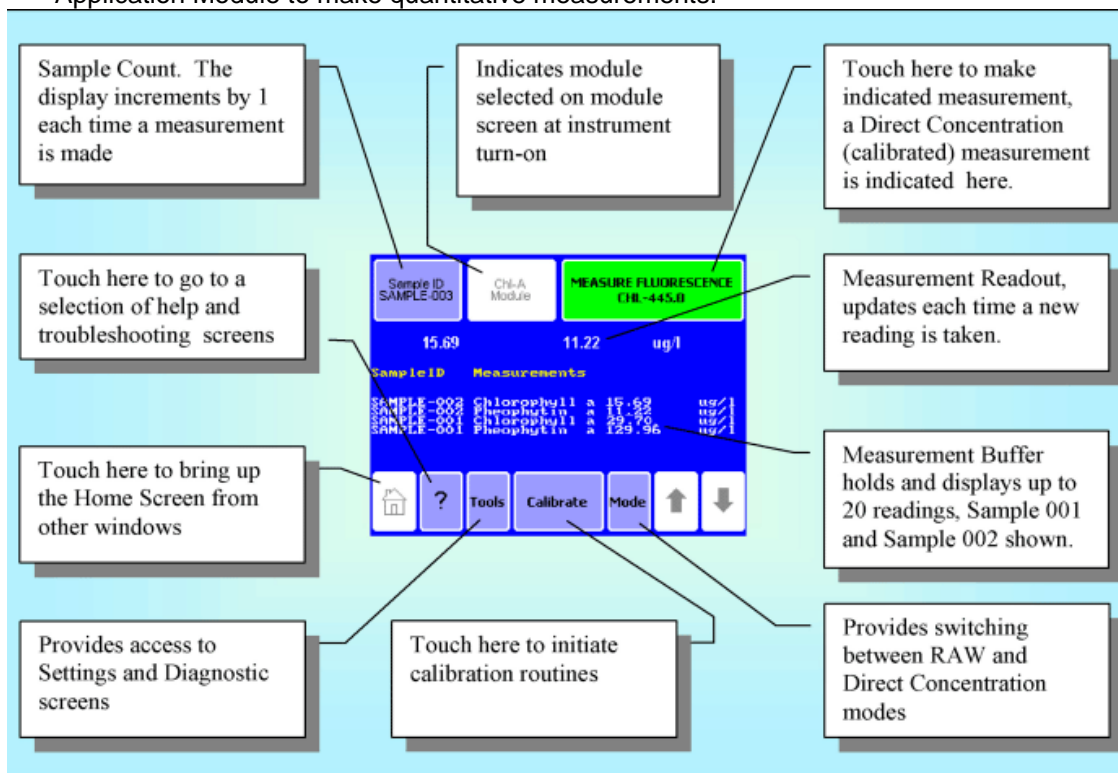 Application Module to make quantitative measurements.
Sample Count. The
display increments by 1
each time a measurement
is made
Indicates module
selected on module
screen at instrument
turn-on
Touch here to make
indicated measurement,
a Direct Concentration
(calibrated) measurement
is indicated here.
Touch here to go to a
selection of help and
troubleshooting screens
Sample ID
SAMPLE-003
Chl-A
Module
MEASURE FLUORESCENCE
CHL-445.0
15.69 11.22 ug/l
SampleID Measurements
SAMPLE-002 Chlorophyll a 15.69 ug/l
SAMPLE-002 Pheophytin a 11.22 ug/l
SAMPLE-001 Chlorophyll a 29.70 ug/l
SAMPLE-001 Pheophytin a 129.96 ug/l
Measurement Readout,
updates each time a new
reading is taken.
Touch here to bring up
the Home Screen from
other windows
? Tools Calibrate Mode
Measurement Buffer
holds and displays up to
20 readings, Sample 001
and Sample 002 shown.
Provides access to
Settings and Diagnostic
screens
Touch here to initiate
calibration routines
Provides switching
between RAW and
Direct Concentration
modes